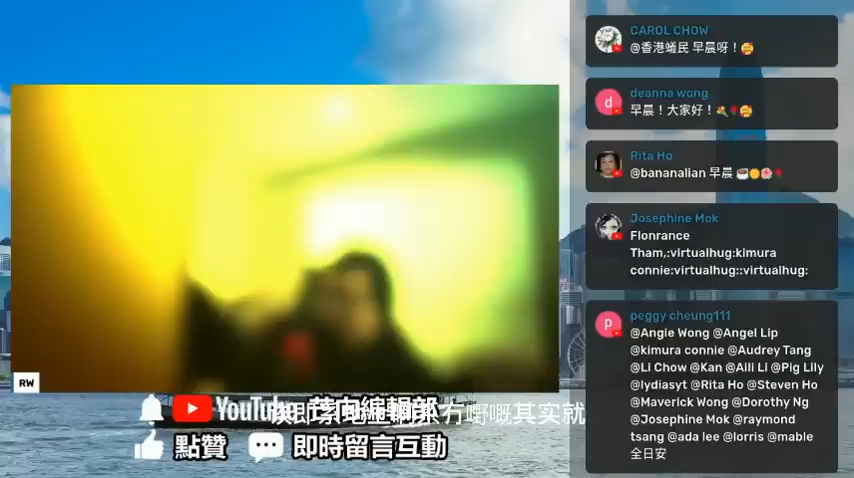 CAROL CHOW
@香港蟻民 早晨呀！🥰
deanna wong
早晨！大家好！💐🌹🥰
Rita Ho
@bananalian 早晨 ☕🌼🌸🌹
Josephine Mok
Flonrance
Tham,:virtualhug:kimura
connie:virtualhug::virtualhug:
peggy cheung111
@Angie Wong @Angel Lip
@kimura connie @Audrey Tang
@Li Chow @Kan @Aili Li @Pig Lily
@lydiasyt @Rita Ho @Steven Ho
@Maverick Wong @Dorothy Ng
@Josephine Mok @raymond
tsang @ada lee @lorris @mable
全日安
RW
YouTube
其实就
點贊 即時留言互動